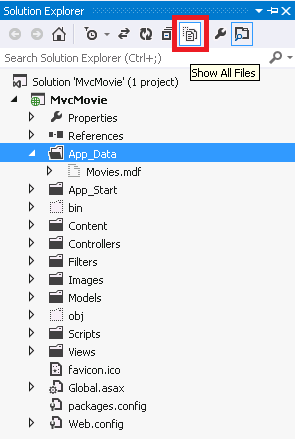 Solution Explorer
Search Solution Explorer (Ctrl+;)
Show All Files
Solution 'MvcMovie' (1 project)
MvcMovie
Properties
References
App_Data
Movies.mdf
App_Start
bin
Content
Controllers
Filters
Images
Models
obj
Scripts
Views
favicon.ico
Global.asax
packages.config
Web.config